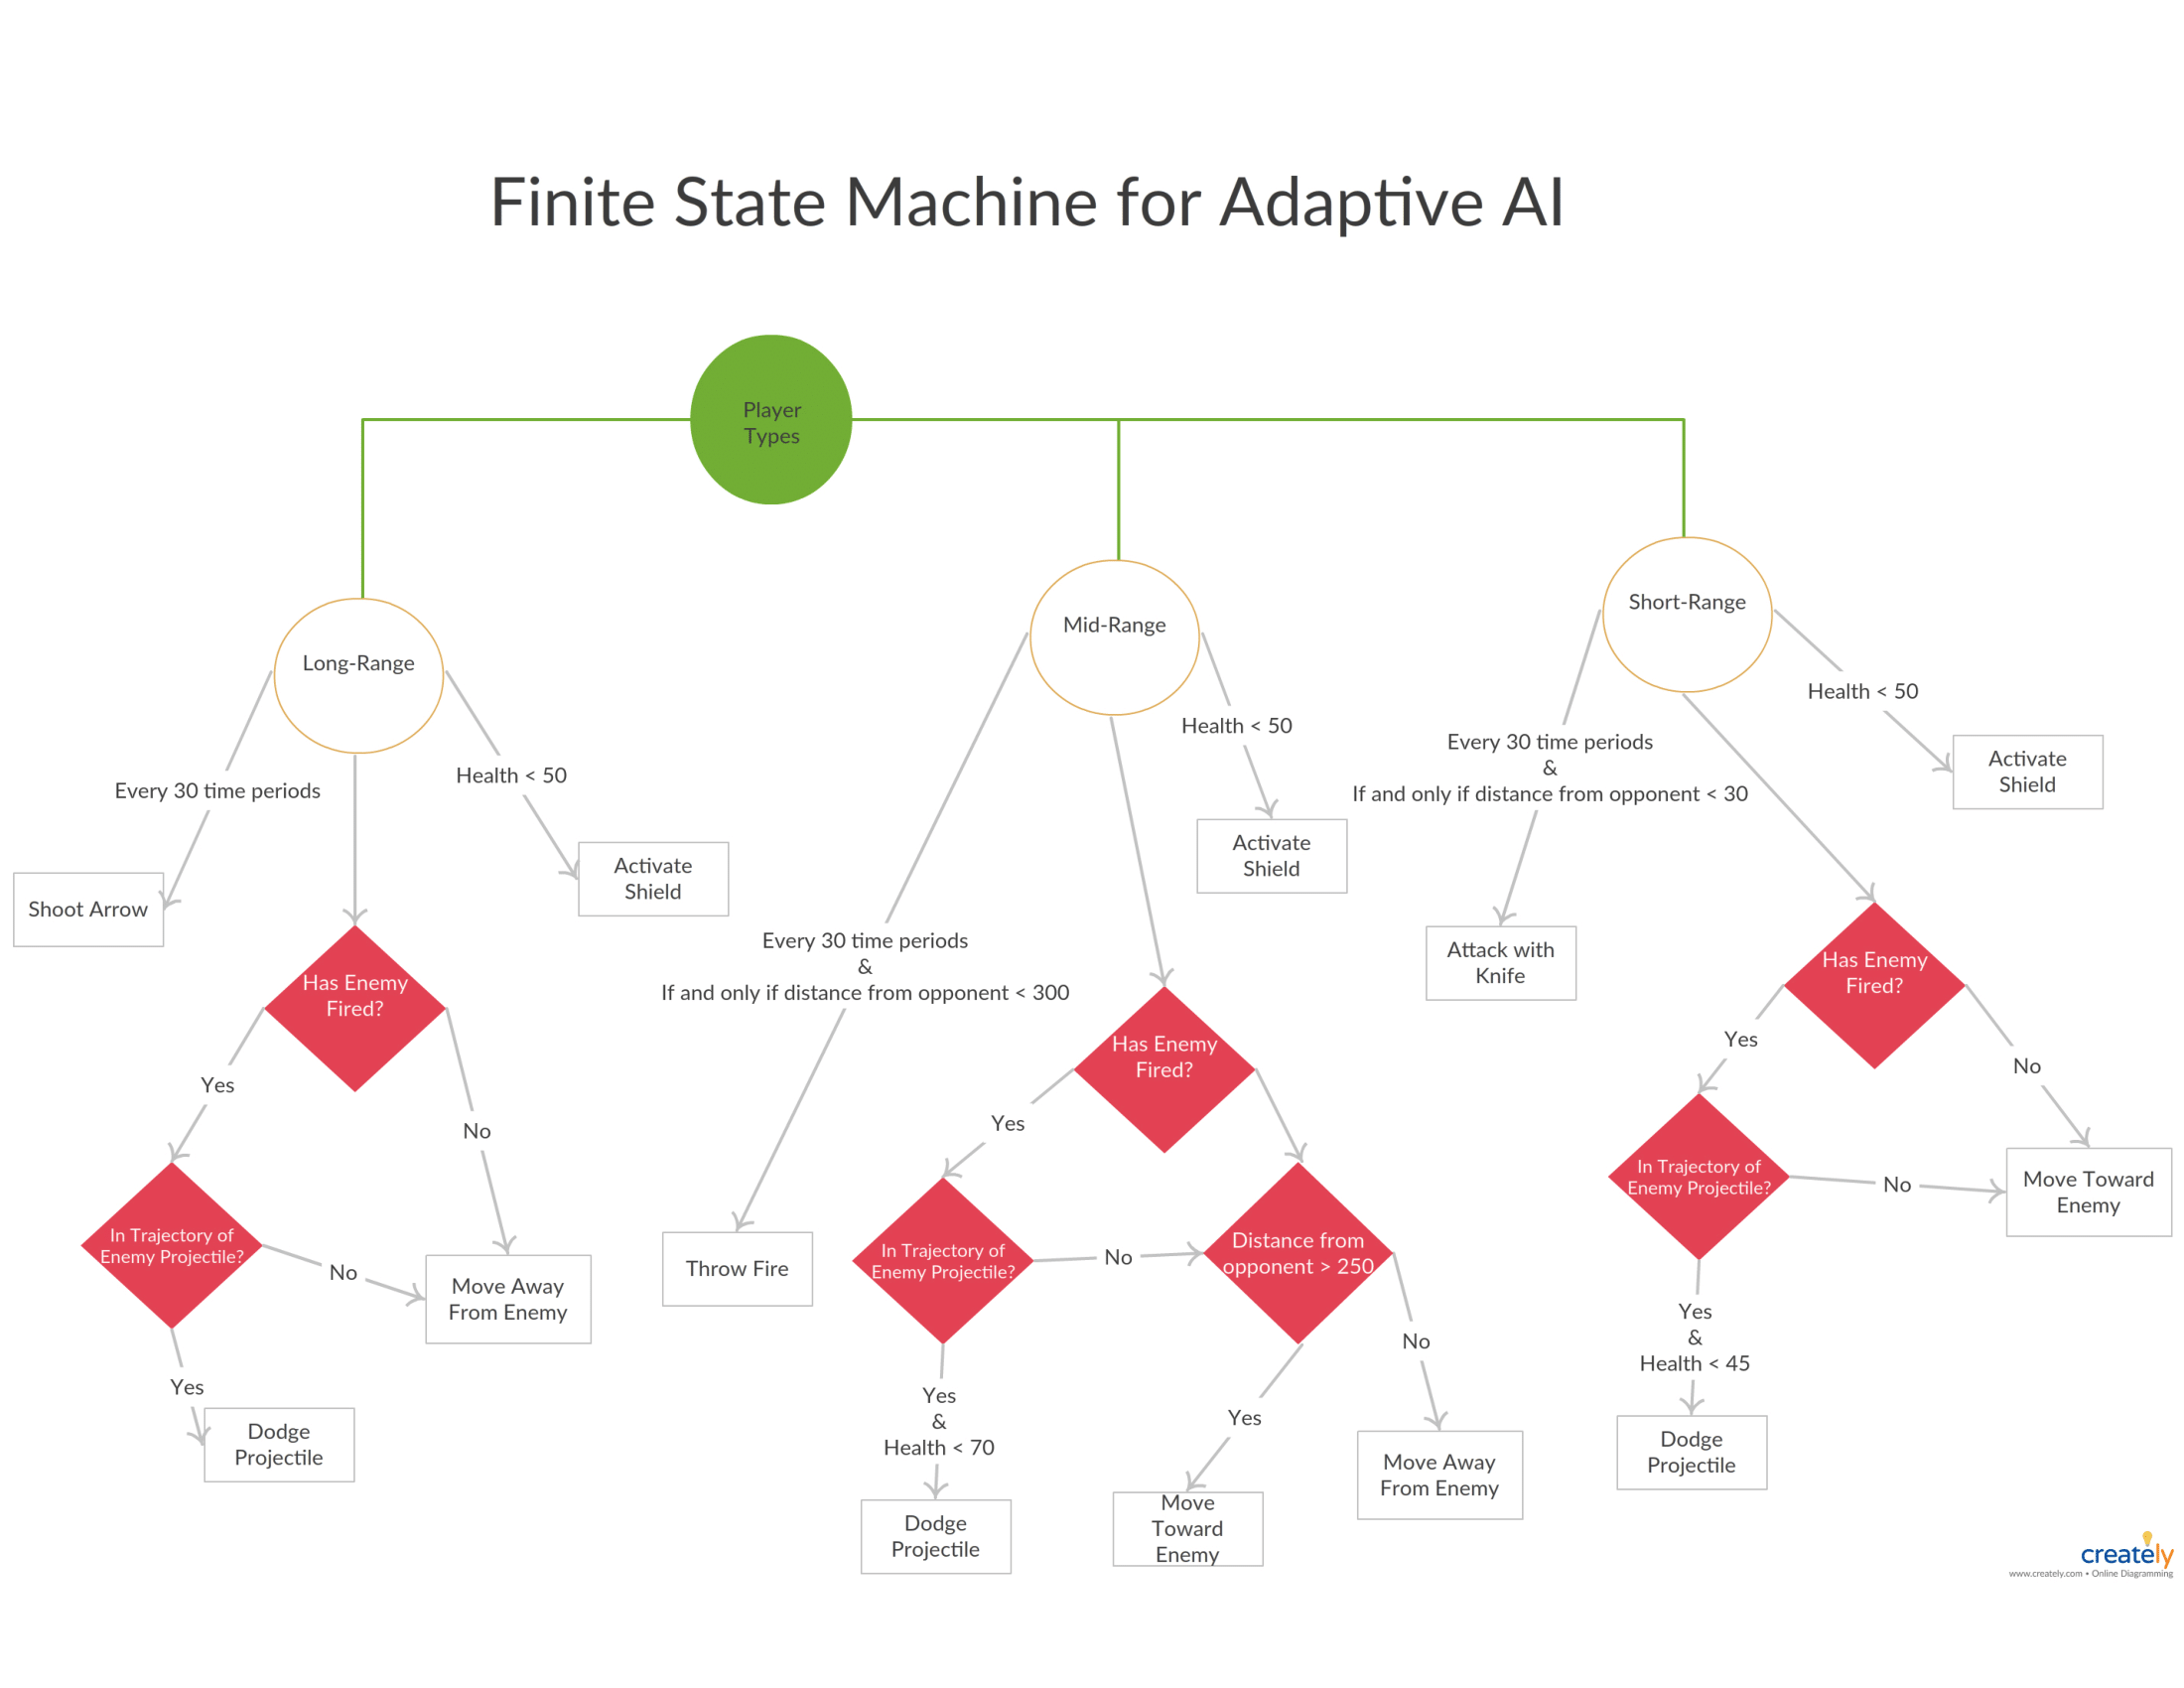 Finite State Machine for Adaptive AI
Player
Types
Long-Range
Every 30 time periods
Health < 50
Shoot Arrow
Activate
Shield
Has Enemy
Fired?
Yes
No
In Trajectory of
Enemy Projectile?
No
Move Away
From Enemy
Yes
Dodge
Projectile
Mid-Range
Health < 50
Activate
Shield
Every 30 time periods
&
If and only if distance from opponent < 300
Throw Fire
Has Enemy
Fired?
Yes
In Trajectory of
Enemy Projectile?
No
Distance from
opponent > 250
Yes
&
Health < 70
Dodge
Projectile
Yes
Move
Toward
Enemy
No
Move Away
From Enemy
Short-Range
Health < 50
Activate
Shield
Every 30 time periods
&
If and only if distance from opponent < 30
Attack with
Knife
Has Enemy
Fired?
Yes
No
In Trajectory of
Enemy Projectile?
No
Move Toward
Enemy
Yes
&
Health < 45
Dodge
Projectile
creately
www.creately.com • Online Diagramming